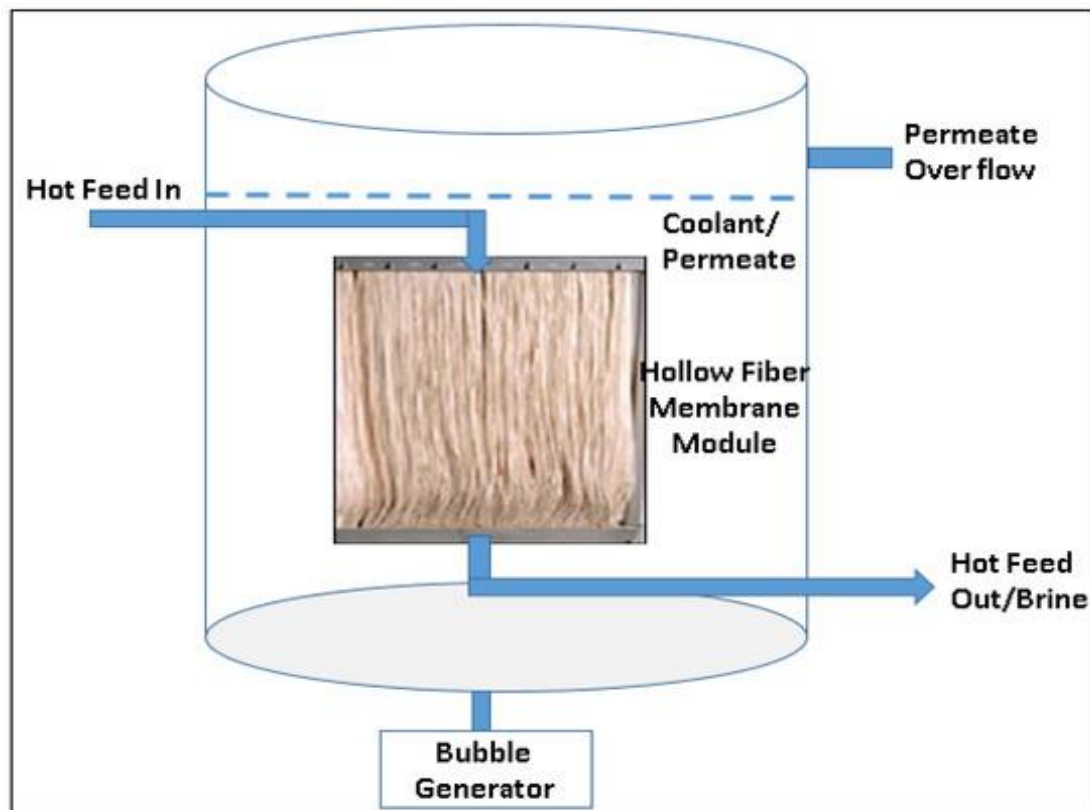 Permeate
Over flow
Hot Feed In
Coolant/
Permeate
Hollow Fiber
Membrane
Module
Hot Feed
Out/Brine
Bubble
Generator